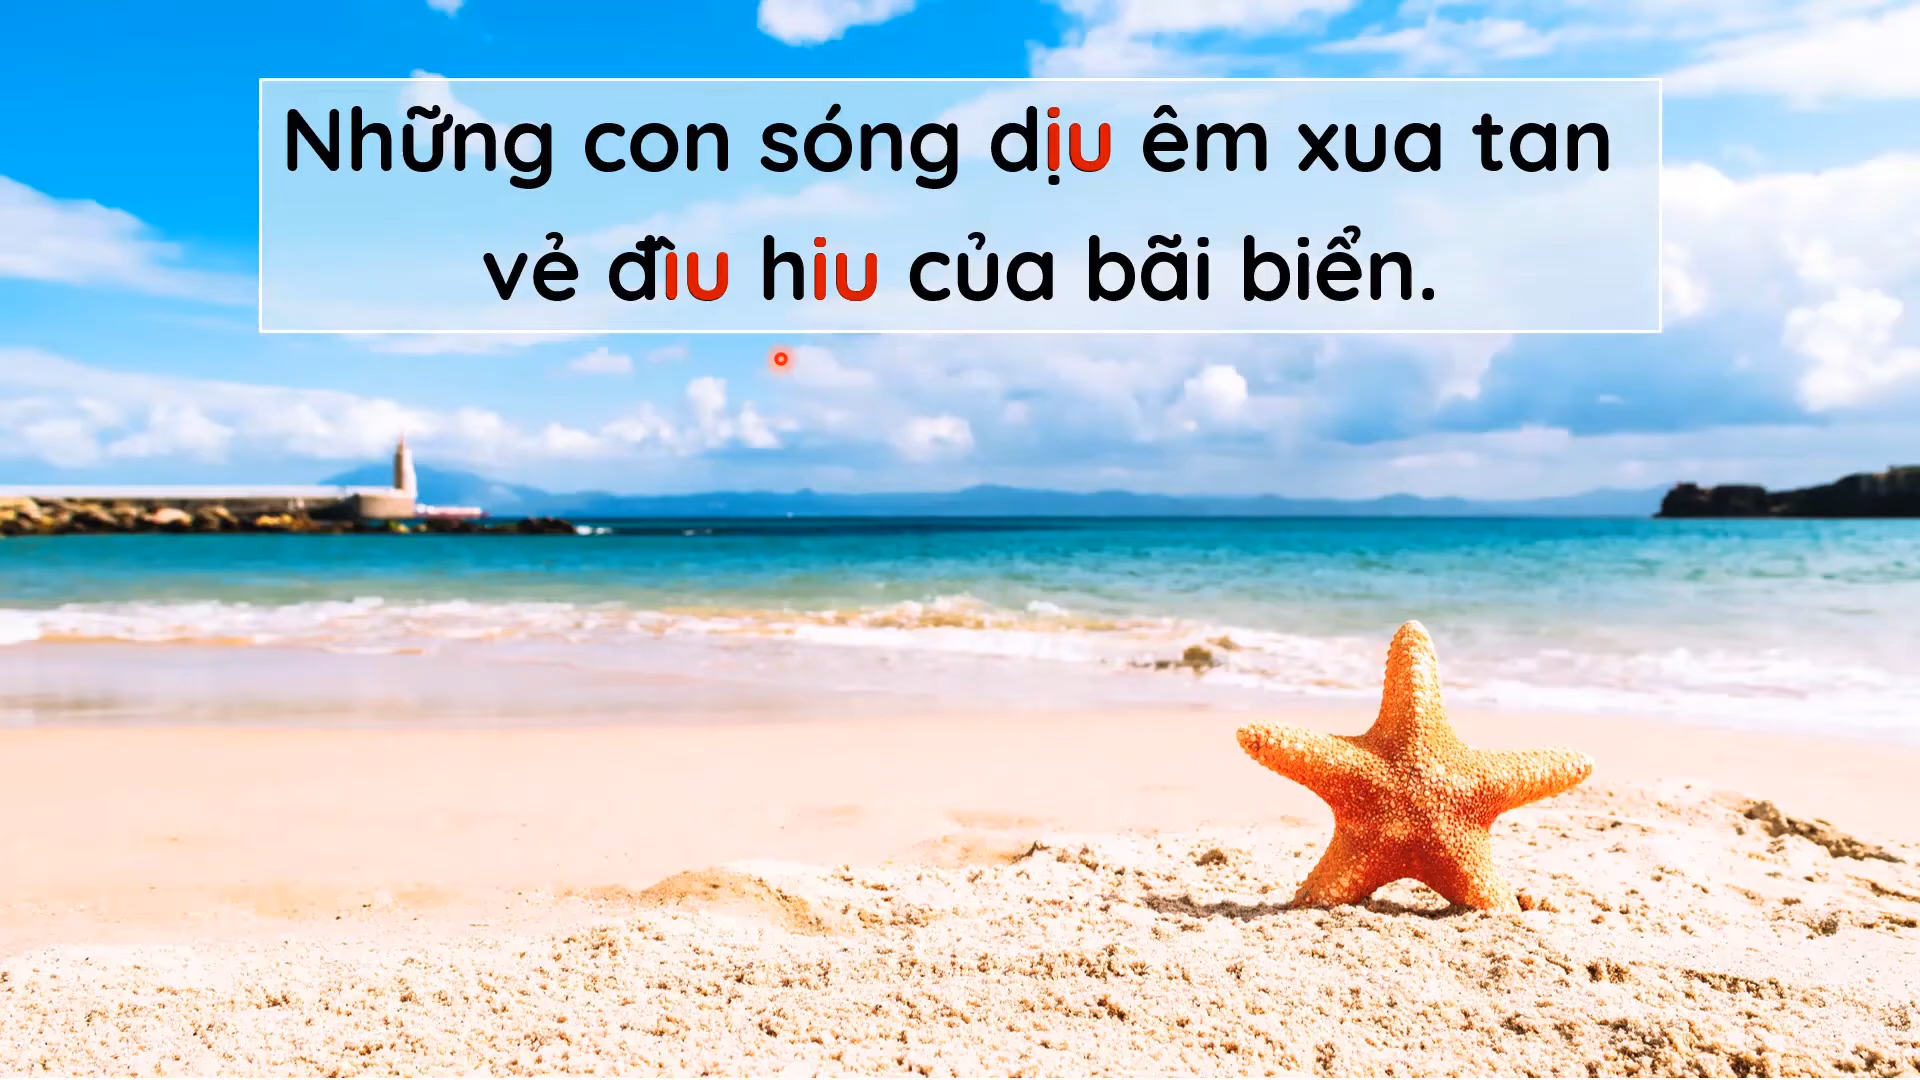 Những con sóng dịu êm xua tan
vẻ đìu hiu của bãi biển.